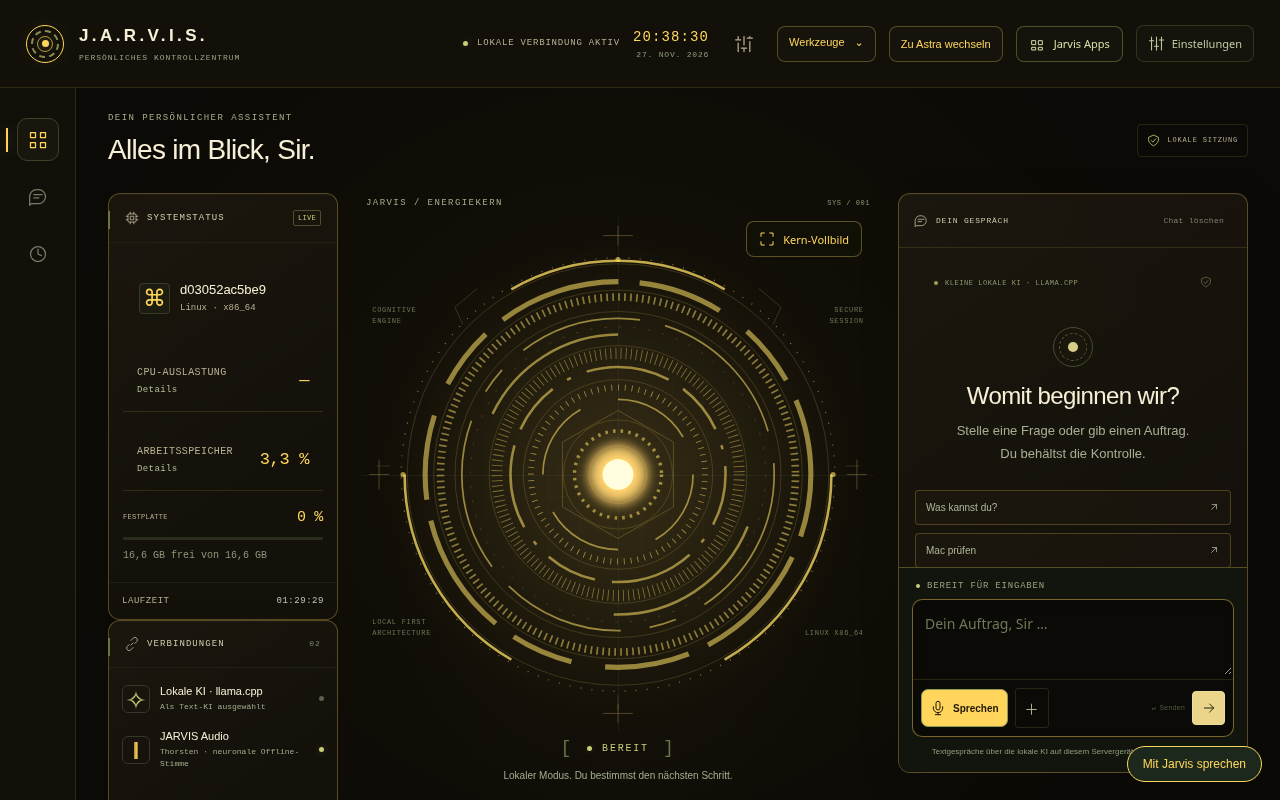 J.A.R.V.I.S.
PERSÖNLICHES KONTROLLZENTRUM
LOKALE VERBINDUNG AKTIV
20:38:30
27. NOV. 2026
Werkzeuge
Zu Astra wechseln
Jarvis Apps
Einstellungen
DEIN PERSÖNLICHER ASSISTENT
Alles im Blick, Sir.
LOKALE SITZUNG
SYSTEMSTATUS
LIVE
d03052ac5be9
Linux · x86_64
CPU-AUSLASTUNG
Details
—
ARBEITSSPEICHER
Details
3,3 %
FESTPLATTE
0 %
16,6 GB frei von 16,6 GB
LAUFZEIT
01:29:29
VERBINDUNGEN
02
Lokale KI · llama.cpp
Als Text-KI ausgewählt
JARVIS Audio
Thorsten · neuronale Offline-
Stimme
JARVIS / ENERGIEKERN
SYS / 001
Kern-Vollbild
COGNITIVE
ENGINE
SECURE
SESSION
LOCAL FIRST
ARCHITECTURE
LINUX X86_64
[ BEREIT ]
Lokaler Modus. Du bestimmst den nächsten Schritt.
DEIN GESPRÄCH
Chat löschen
KLEINE LOKALE KI · LLAMA.CPP
Womit beginnen wir?
Stelle eine Frage oder gib einen Auftrag.
Du behältst die Kontrolle.
Was kannst du?
Mac prüfen
BEREIT FÜR EINGABEN
Dein Auftrag, Sir …
Sprechen
↵ Senden
Textgespräche über die lokale KI auf diesem
Mit Jarvis sprechen